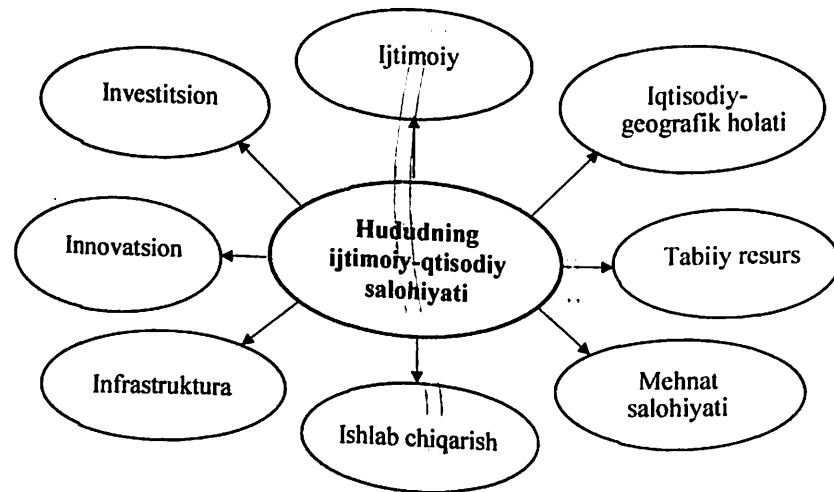 Ijtimoiy
Investitsion
Iqtisodiy-
geografik holati
Innovatsion
Hududning
ijtimoiy-qtisodiy
salohiyati
Tabiiy resurs
Infrastruktura
Mehnat
salohiyati
Ishlab chiqarish